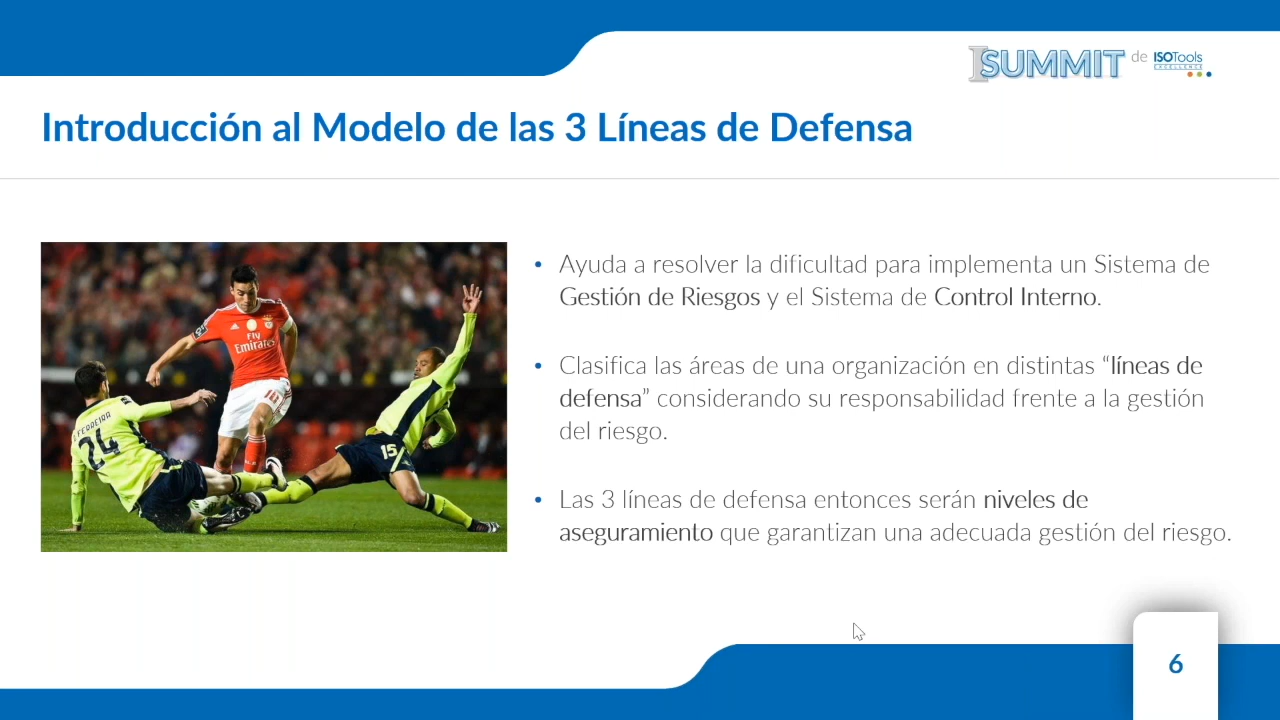 ISUMMIT de ISOTools
EXCELLENCE
Introducción al Modelo de las 3 Líneas de Defensa
• Ayuda a resolver la dificultad para implementa un Sistema de
Gestión de Riesgos y el Sistema de Control Interno.
• Clasifica las áreas de una organización en distintas “líneas de
defensa” considerando su responsabilidad frente a la gestión
del riesgo.
• Las 3 líneas de defensa entonces serán niveles de
aseguramiento que garantizan una adecuada gestión del riesgo.
Fly
Emirates
FERREIRA
24
15
6